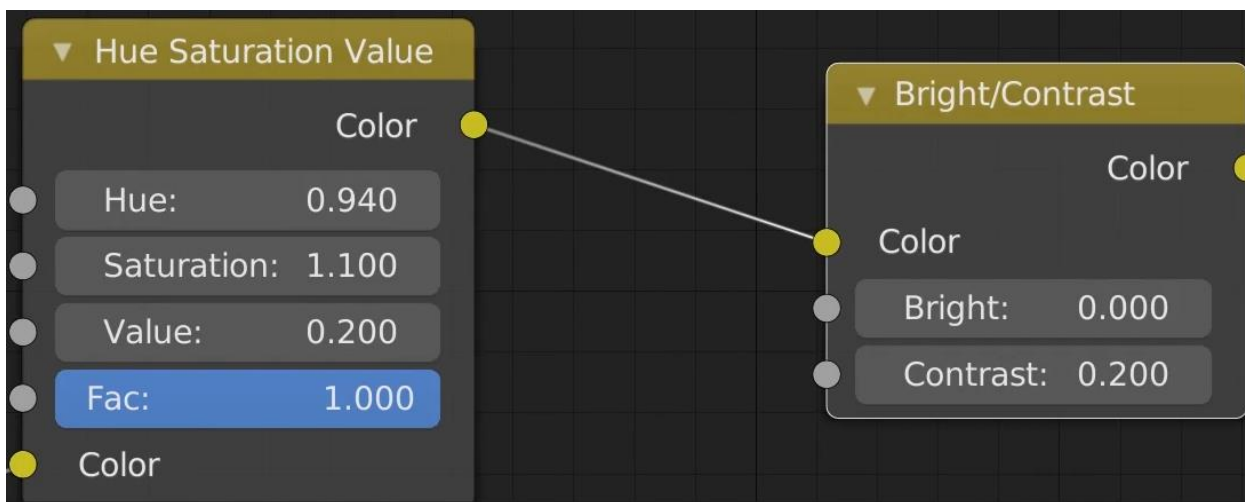 Hue Saturation Value
Color
Hue: 0.940
Saturation: 1.100
Value: 0.200
Fac: 1.000
Color
Bright/Contrast
Color
Color
Bright: 0.000
Contrast: 0.200